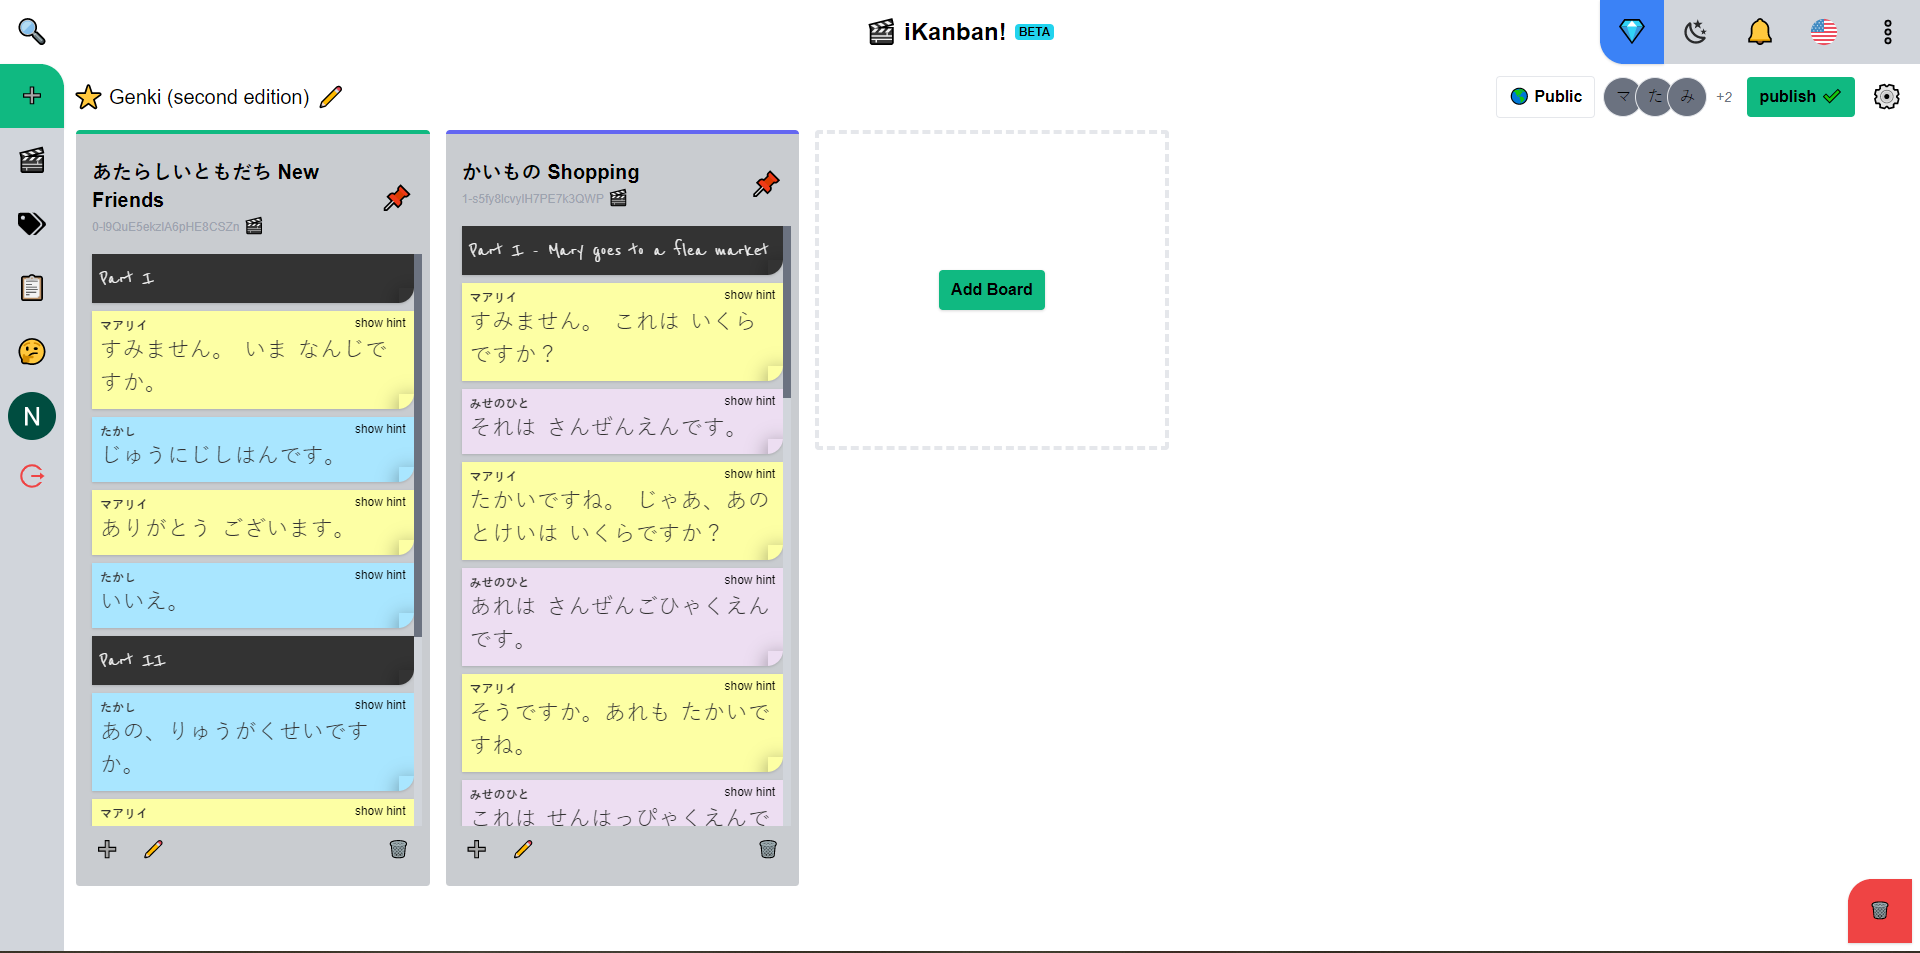 iKanban! BETA
Genki (second edition)
Public
マ
た
み
+2
publish
あたらしいともだち New
Friends
0-I9QuE5ekzIA6pHE8CSZn
Part I
マアリイ
show hint
すみません。 いま なんじで
すか。
たかし
show hint
じゅうにじしはんです。
マアリイ
show hint
ありがとう ございます。
たかし
show hint
いいえ。
Part II
たかし
show hint
あの、りゅうがくせいです
か。
マアリイ
show hint
かいもの Shopping
Part I - Mary goes to a flea market
マアリイ
show hint
すみません。 これは いくら
ですか？
みせのひと
show hint
それは さんぜんえんです。
マアリイ
show hint
たかいですね。 じゃあ、あの
とけいは いくらですか？
みせのひと
show hint
あれは さんぜんごひゃくえん
です。
マアリイ
show hint
そうですか。あれも たかいで
すね。
みせのひと
show hint
これは せんはっぴゃくえんで
Add Board
N